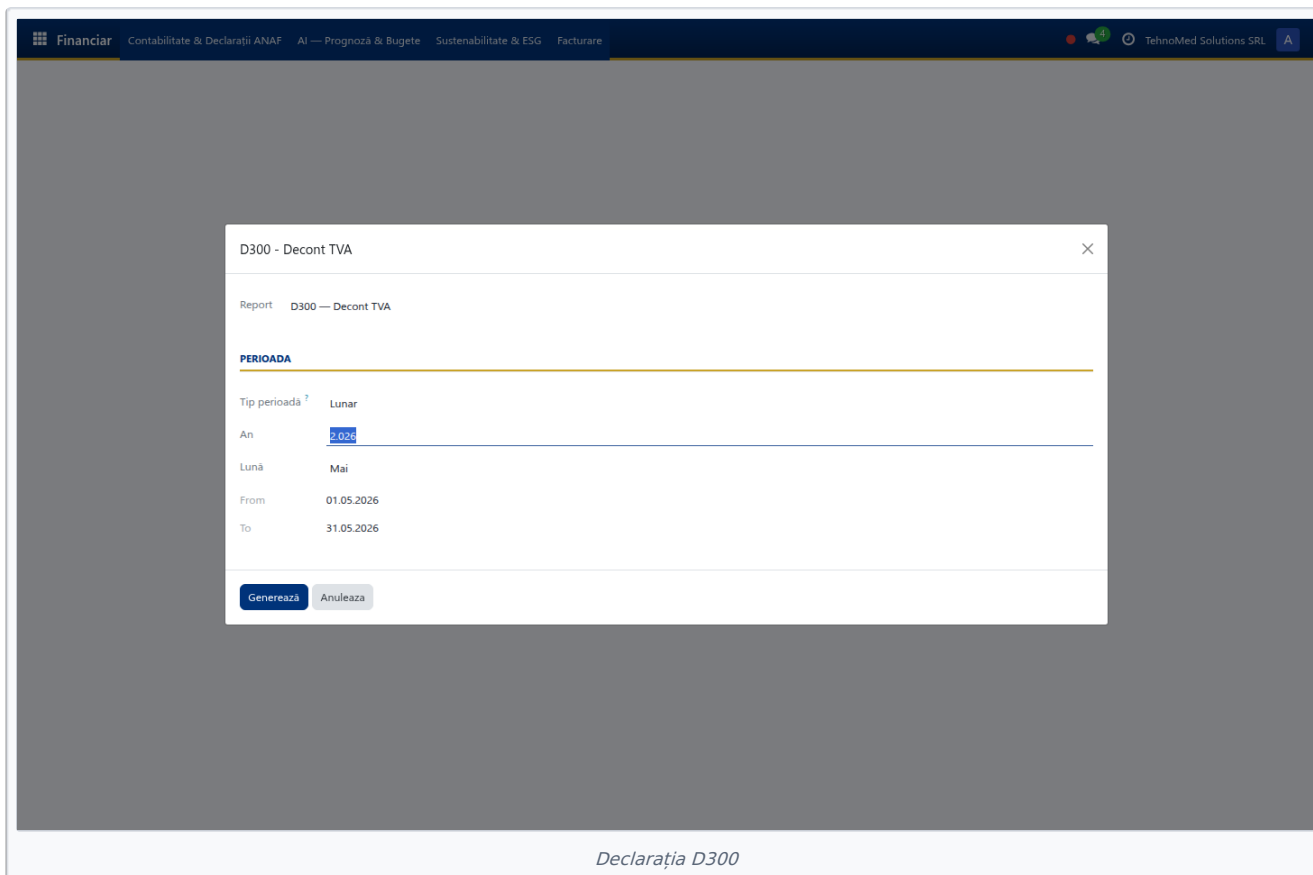 Financiar Contabilitate & Declarații ANAF AI — Prognoză & Bugete Sustenabilitate & ESG Facturare 4 TehnoMed Solutions SRL A
D300 - Decont TVA
Report D300 — Decont TVA
PERIOADA
Tip perioadă ? Lunar
An 2.026
Lună Mai
From 01.05.2026
To 31.05.2026
Generează Anuleaza
Declarația D300